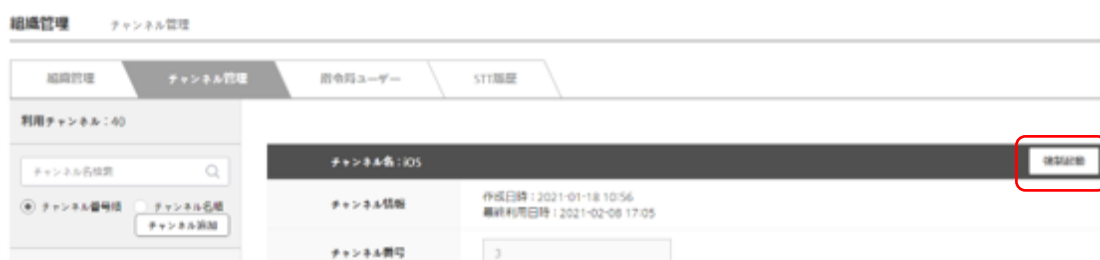 組織管理 チャンネル管理
組織管理 チャンネル管理 指令局ユーザー STT履歴
利用チャンネル：40
チャンネル名：iOS 強制起動
チャンネル名検索
チャンネル情報 作成日時：2021-01-18 10:56
最終利用日時：2021-02-08 17:05
チャンネル番号順 チャンネル名順
チャンネル追加
チャンネル番号 3